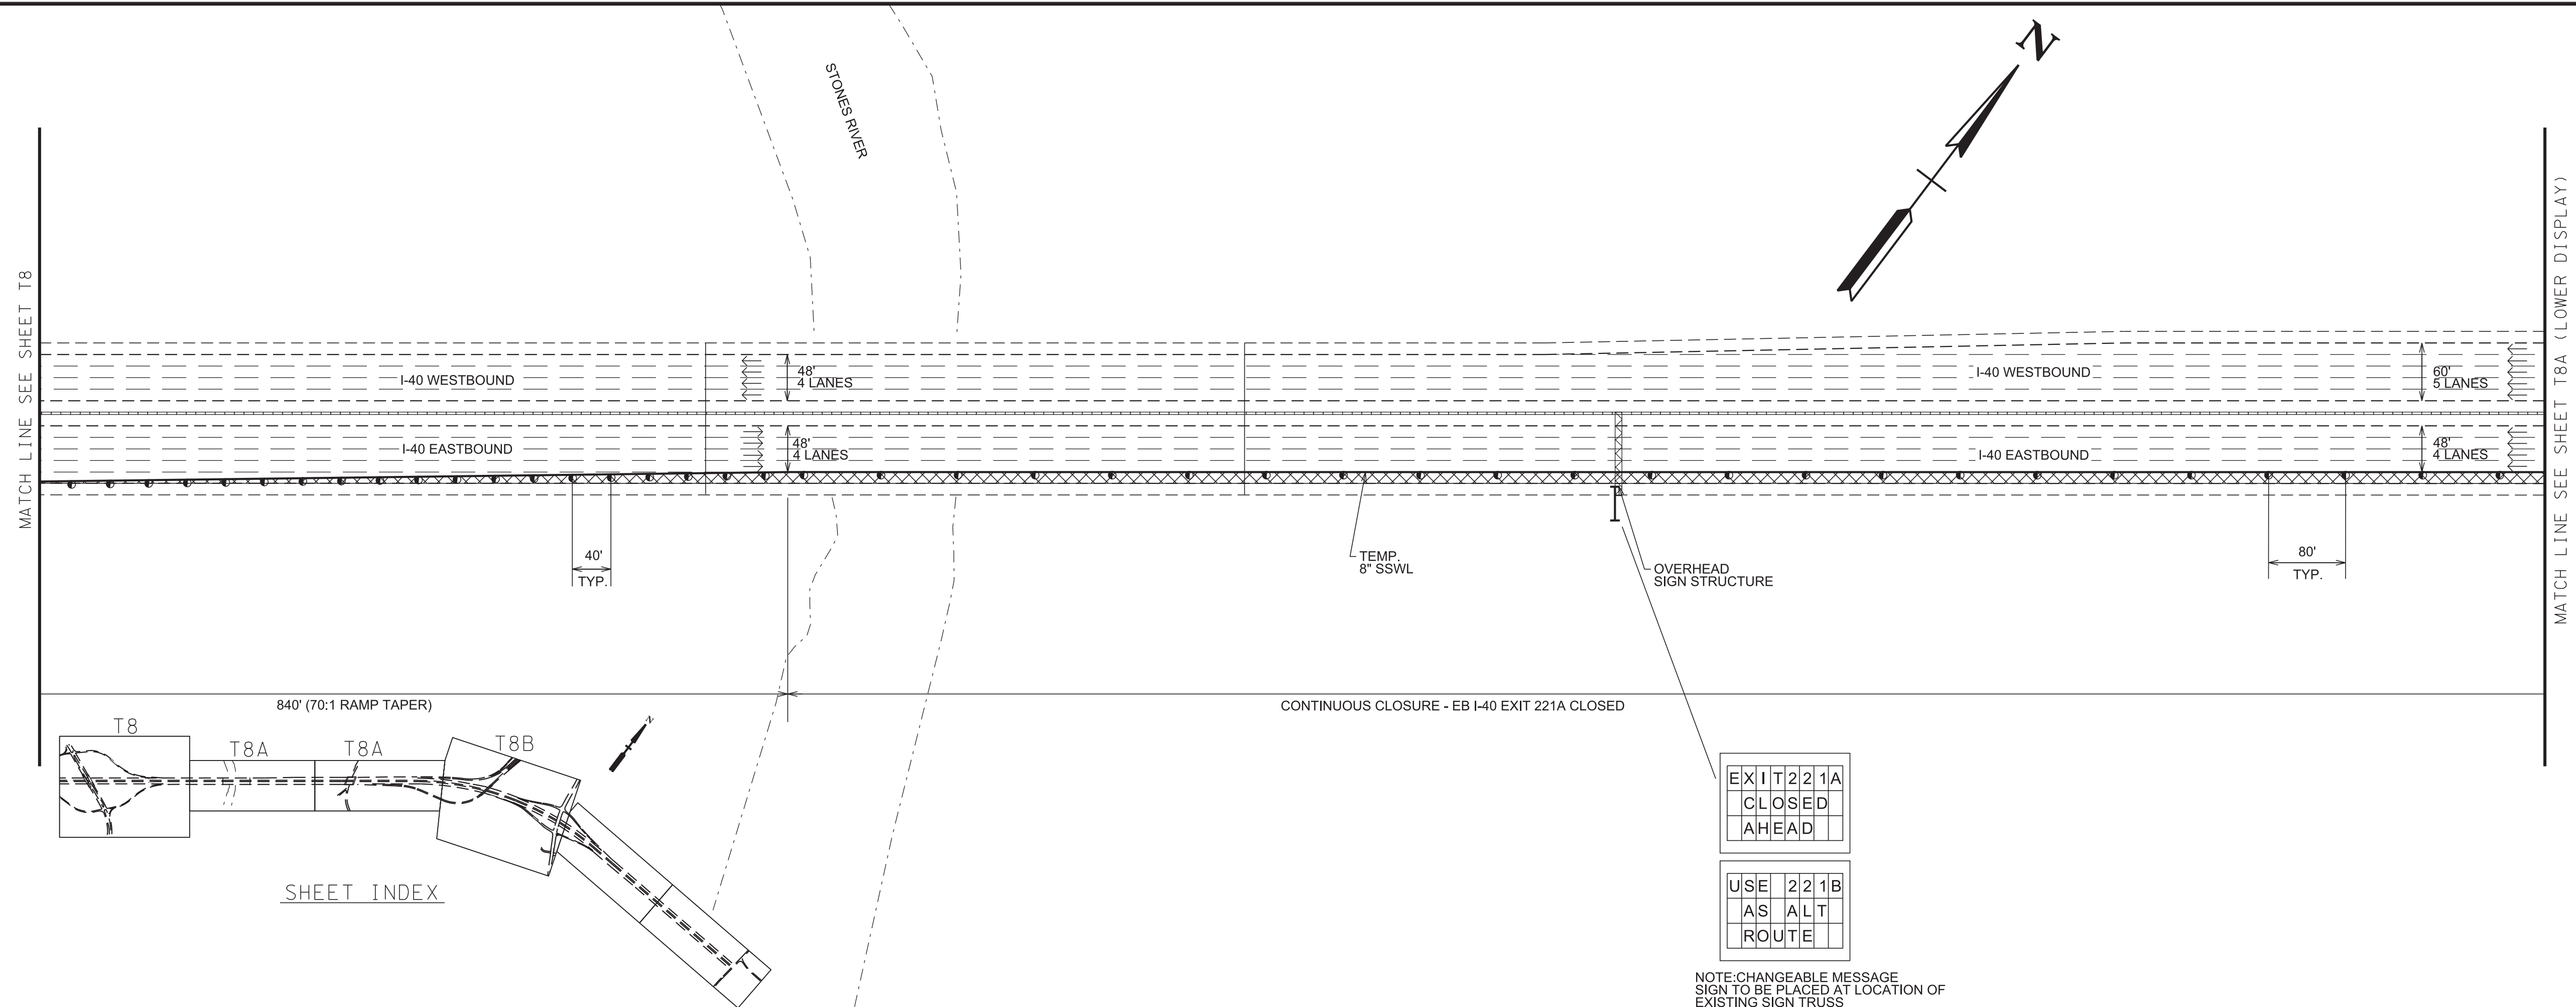 N
STONES RIVER
MATCH LINE SEE SHEET T8
MATCH LINE SEE SHEET T8A (LOWER DISPLAY)
I-40 WESTBOUND
48'
4 LANES
I-40 WESTBOUND
60'
5 LANES
I-40 EASTBOUND
48'
4 LANES
I-40 EASTBOUND
48'
4 LANES
40'
TYP.
TEMP.
8" SSWL
OVERHEAD
SIGN STRUCTURE
80'
TYP.
840' (70:1 RAMP TAPER)
CONTINUOUS CLOSURE - EB I-40 EXIT 221A CLOSED
T8
T8A
T8A
T8B
N
SHEET INDEX
EXIT221A
CLOSED
AHEAD
USE 221B
AS ALT
ROUTE
NOTE:CHANGEABLE MESSAGE
SIGN TO BE PLACED AT LOCATION OF
EXISTING SIGN TRUSS